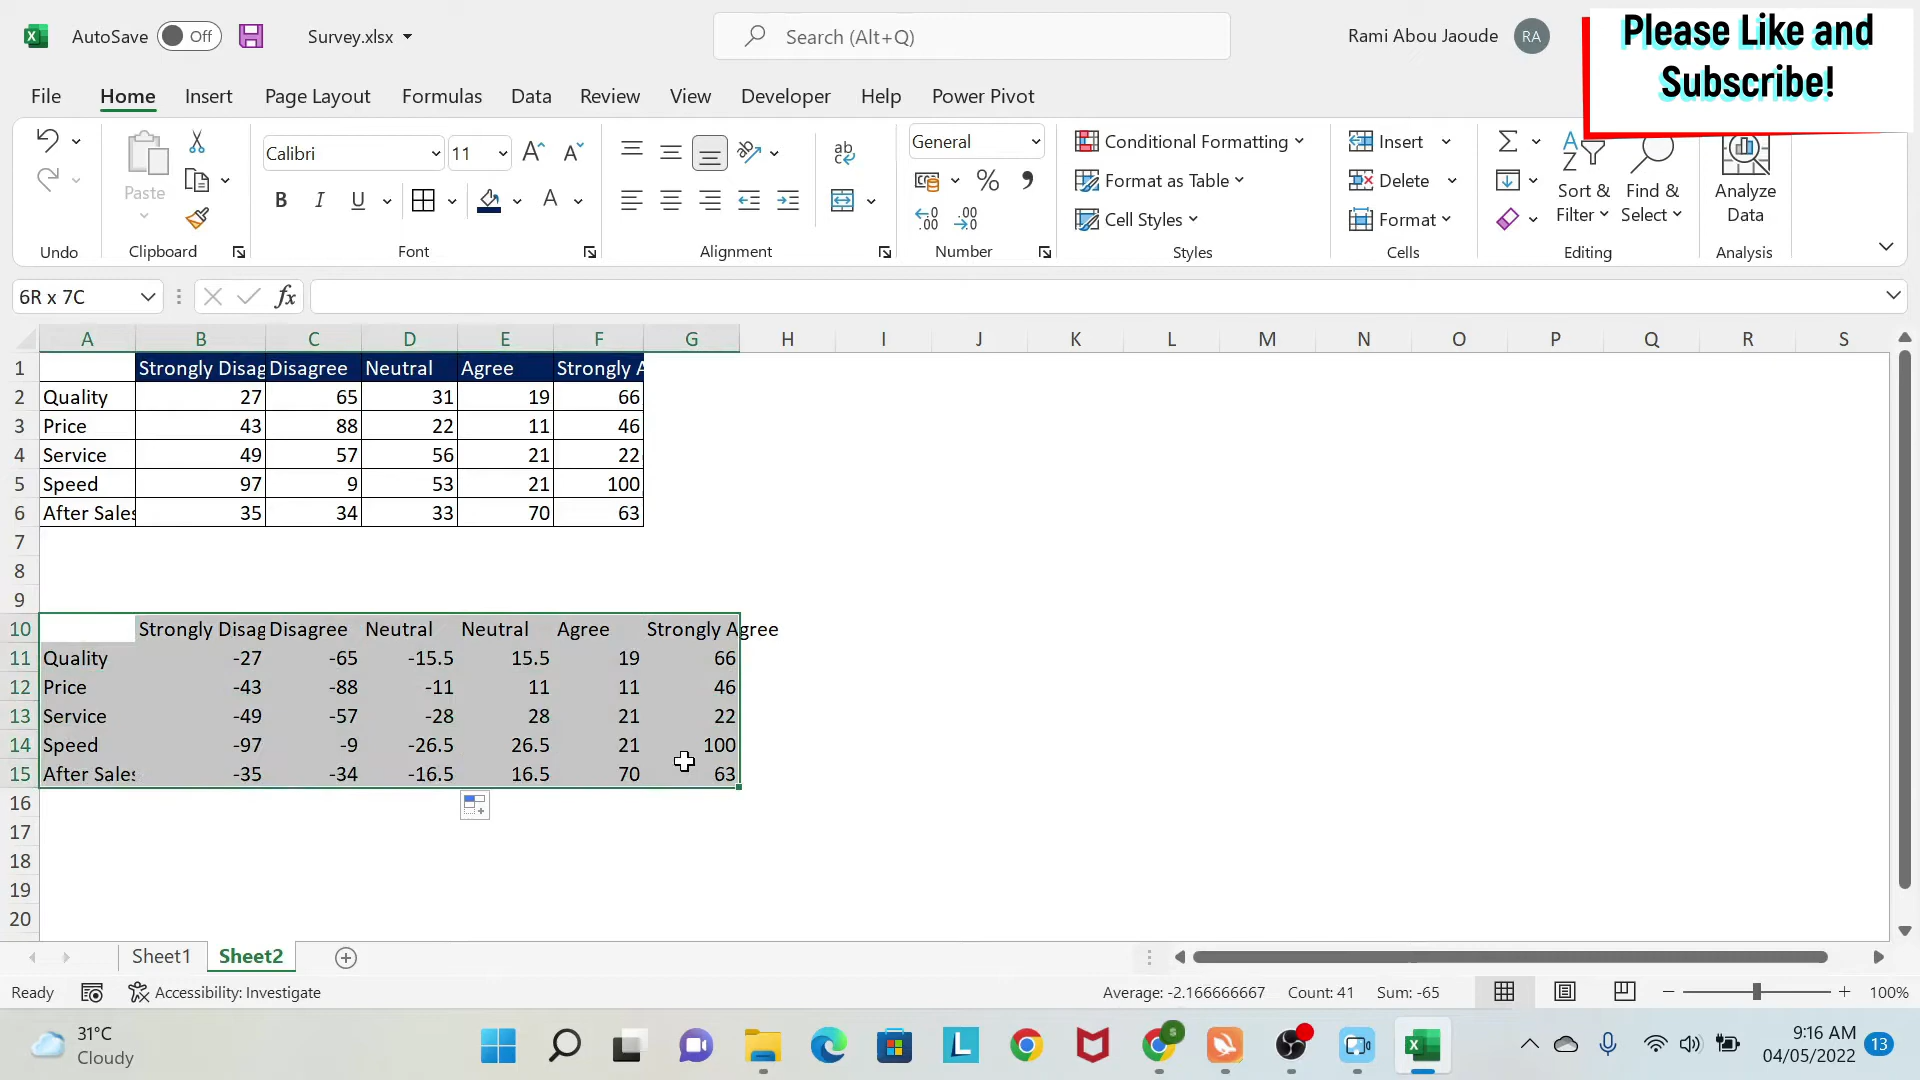 AutoSave Off Survey.xlsx Search (Alt+Q) Rami Abou Jaoude RA
Please Like and
Subscribe!
File Home Insert Page Layout Formulas Data Review View Developer Help Power Pivot
Paste Calibri 11 B I U General Conditional Formatting Insert
Format as Table Delete
Cell Styles Format
Sort & Filter Find & Select Analyze Data
Undo Clipboard Font Alignment Number Styles Cells Editing Analysis
6R x 7C fx
A B C D E F G H I J K L M N O P Q R S
1 Strongly Disag Disagree Neutral Agree Strongly A
2 Quality 27 65 31 19 66
3 Price 43 88 22 11 46
4 Service 49 57 56 21 22
5 Speed 97 9 53 21 100
6 After Sales 35 34 33 70 63
7
8
9
10 Strongly Disag Disagree Neutral Neutral Agree Strongly Agree
11 Quality -27 -65 -15.5 15.5 19 66
12 Price -43 -88 -11 11 11 46
13 Service -49 -57 -28 28 21 22
14 Speed -97 -9 -26.5 26.5 21 100
15 After Sales -35 -34 -16.5 16.5 70 63
16
17
18
19
20
Sheet1 Sheet2
Ready Accessibility: Investigate Average: -2.166666667 Count: 41 Sum: -65 100%
31°C
Cloudy
9:16 AM
04/05/2022 13